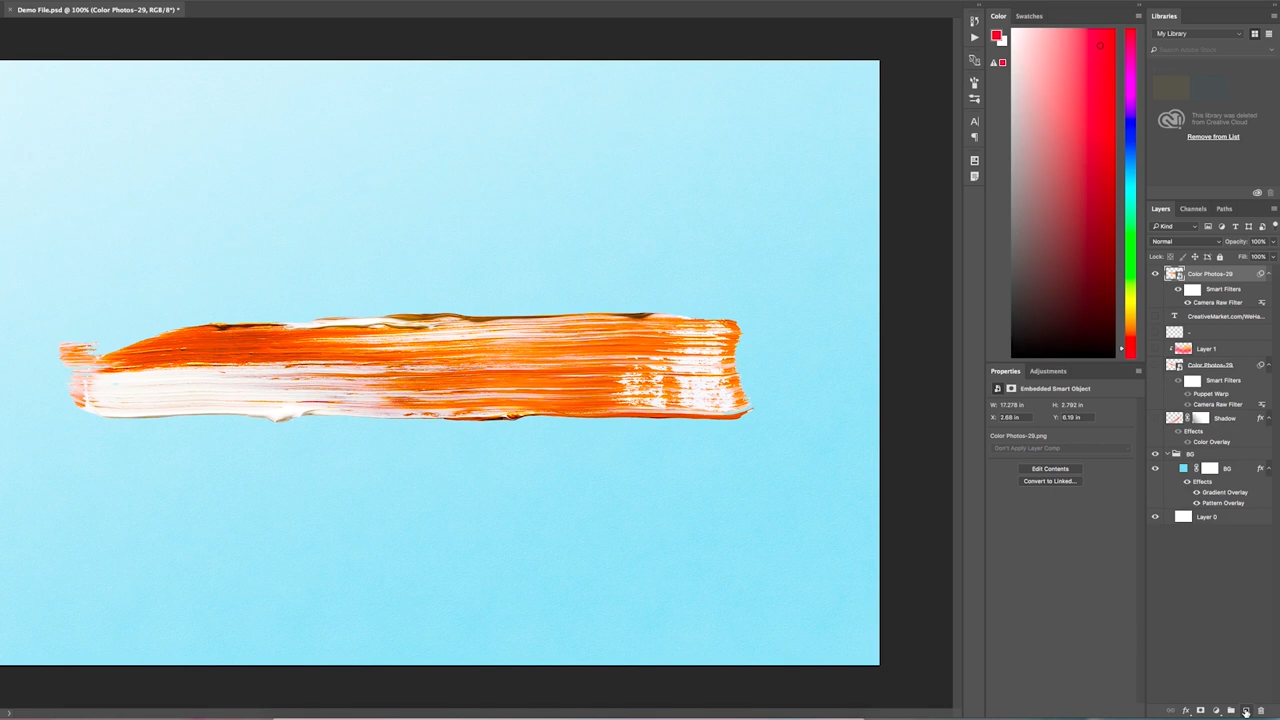 Demo File.psd @ 100% (Color Photos-29, RGB/8*) *
Color
Swatches
Libraries
My Library
Search Adobe Stock
This library was deleted
from Creative Cloud
Remove from List
Layers
Channels
Paths
Kind
Normal
Opacity: 100%
Lock:
Fill: 100%
Color Photos-29
Smart Filters
Camera Raw Filter
CreativeMarket.com/WeHa...
-
Layer 1
Color Photos-29
Smart Filters
Puppet Warp
Camera Raw Filter
Shadow
Effects
Color Overlay
BG
BG
Effects
Gradient Overlay
Pattern Overlay
Layer 0
Properties
Adjustments
Embedded Smart Object
W: 17.278 in
H: 2.792 in
X: 2.68 in
Y: 6.19 in
Color Photos-29.png
Don't Apply Layer Comp
Edit Contents
Convert to Linked...